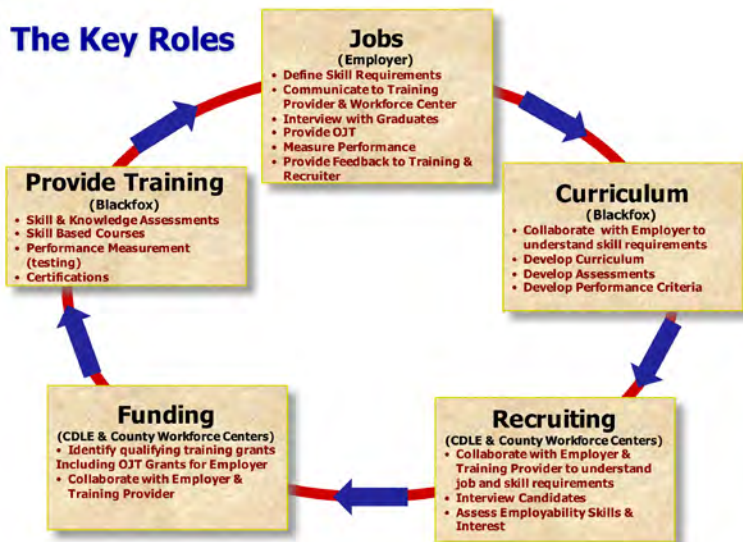 The Key Roles
Jobs
(Employer)
• Define Skill Requirements
• Communicate to Training
Provider & Workforce Center
• Interview with Graduates
• Provide OJT
• Measure Performance
• Provide Feedback to Training &
Recruiter
Curriculum
(Blackfox)
• Collaborate with Employer to
understand skill requirements
• Develop Curriculum
• Develop Assessments
• Develop Performance Criteria
Recruiting
(CDLE & County Workforce Centers)
• Collaborate with Employer &
Training Provider to understand
job and skill requirements
• Interview Candidates
• Assess Employability Skills &
Interest
Funding
(CDLE & County Workforce Centers)
• Identify qualifying training grants
Including OJT Grants for Employer
• Collaborate with Employer &
Training Provider
Provide Training
(Blackfox)
• Skill & Knowledge Assessments
• Skill Based Courses
• Performance Measurement
(testing)
• Certifications